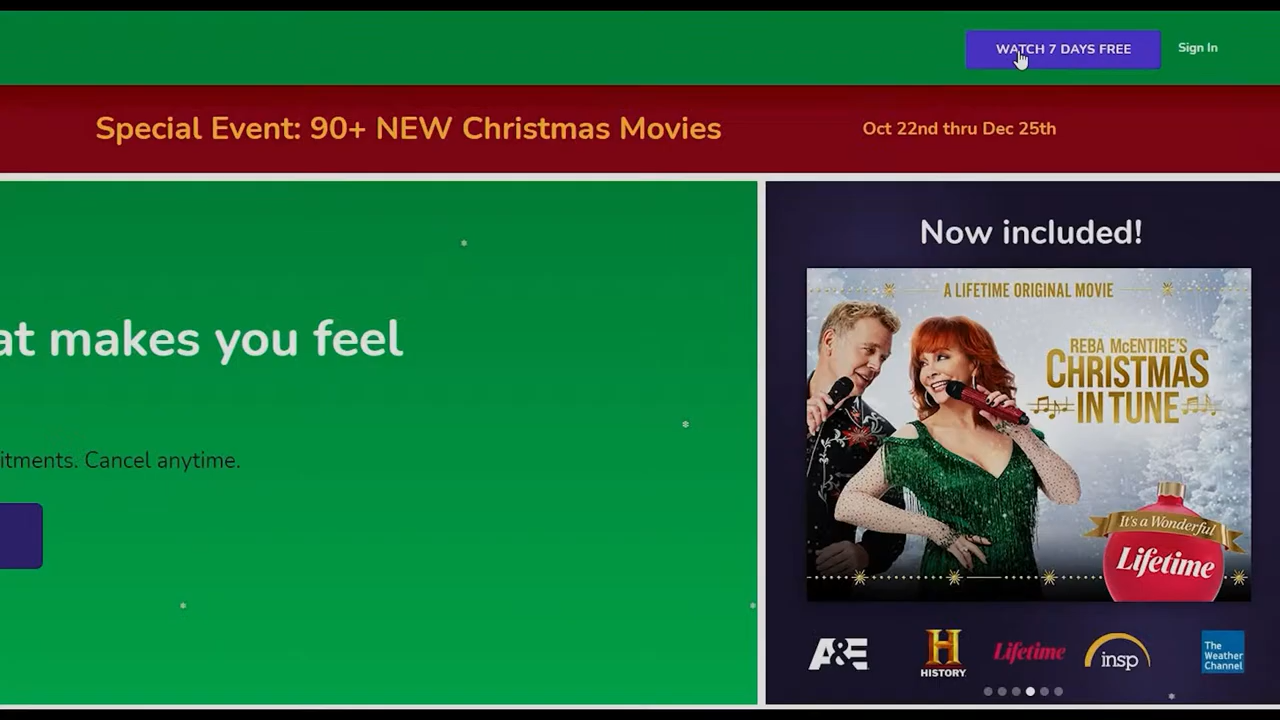 WATCH 7 DAYS FREE
Sign In
Special Event: 90+ NEW Christmas Movies
Oct 22nd thru Dec 25th
at makes you feel
itments. Cancel anytime.
Now included!
A LIFETIME ORIGINAL MOVIE
REBA McENTIRE'S
CHRISTMAS
IN TUNE
It's a Wonderful
Lifetime
A&E
H
HISTORY
Lifetime
insp
The
Weather
Channel